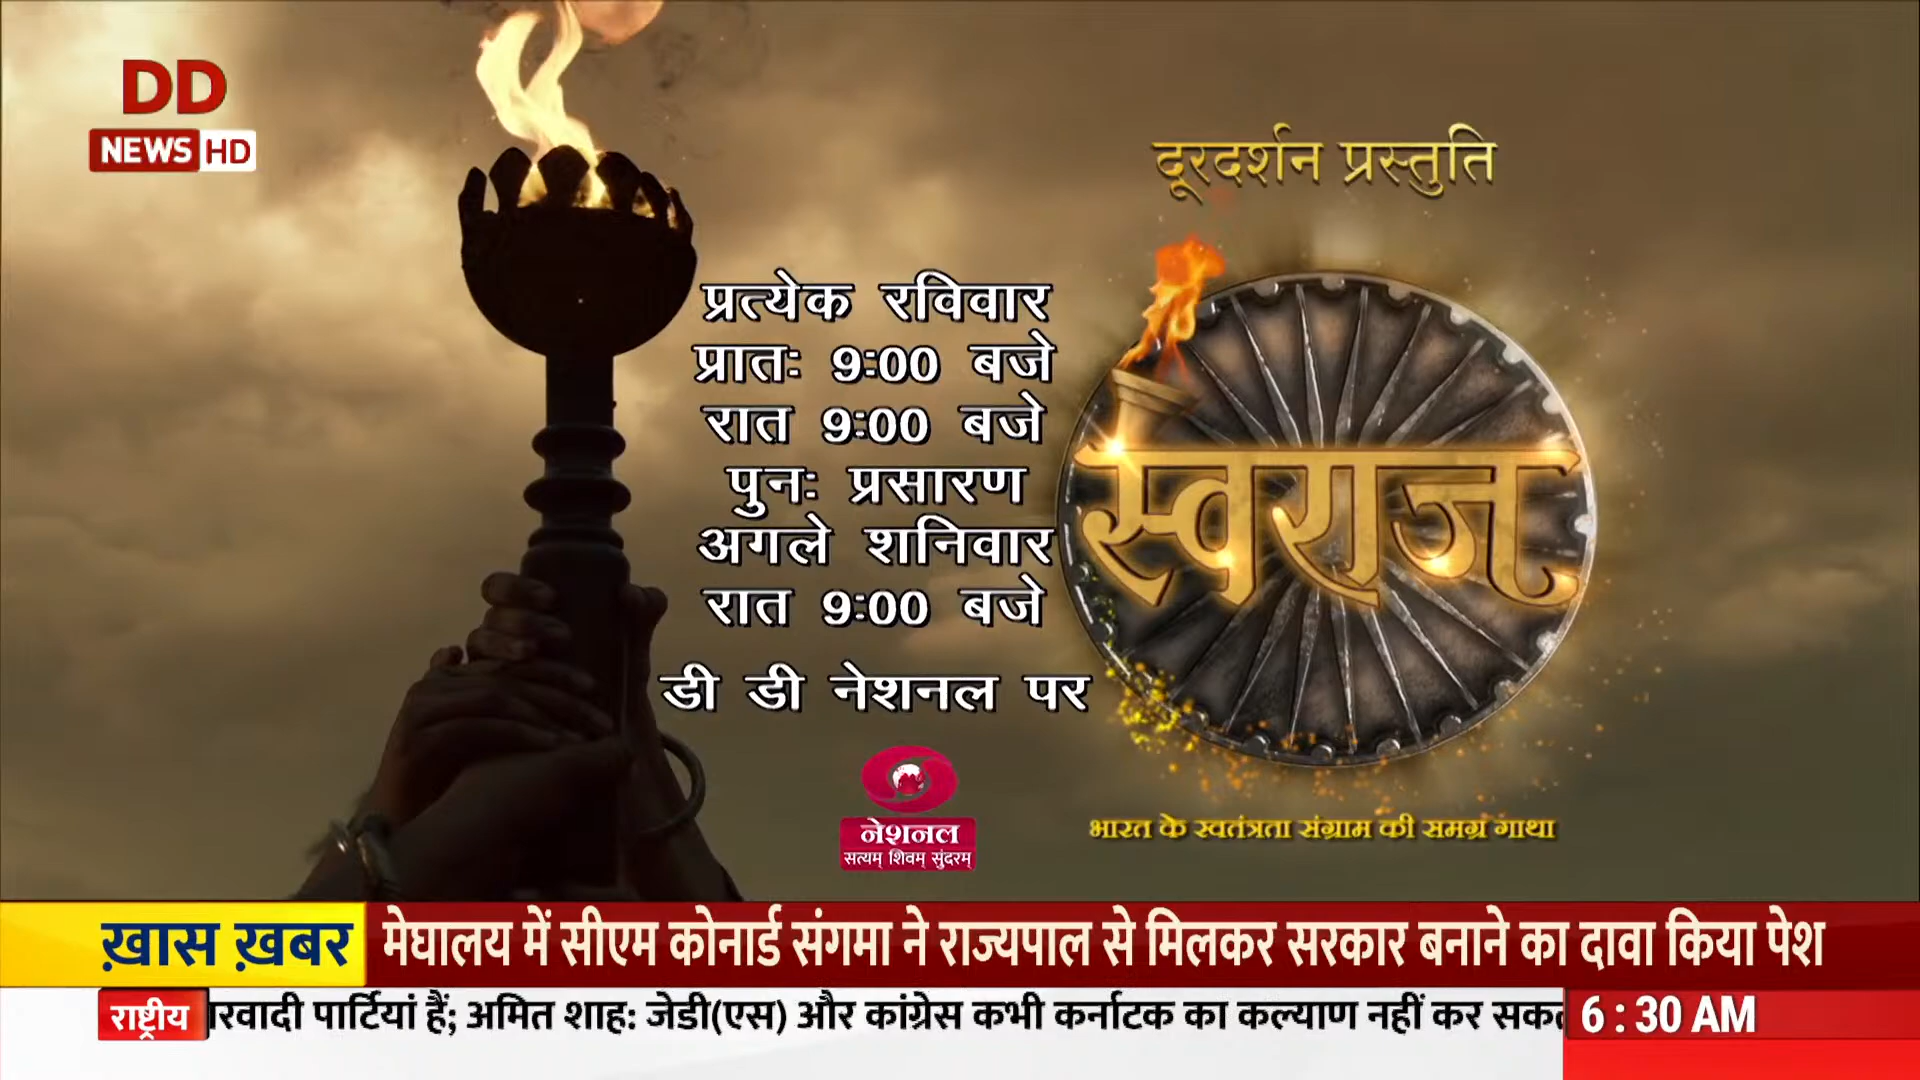 DD
NEWS HD
दूरदर्शन प्रस्तुति
प्रत्येक रविवार
प्रातः 9:00 बजे
रात 9:00 बजे
पुनः प्रसारण
अगले शनिवार
रात 9:00 बजे
डी डी नेशनल पर
स्वराज
भारत के स्वतंत्रता संग्राम की समग्र गाथा
नेशनल
सत्यम् शिवम् सुंदरम्
ख़ास ख़बर मेघालय में सीएम कोनार्ड संगमा ने राज्यपाल से मिलकर सरकार बनाने का दावा किया पेश
राष्ट्रीय रवादी पार्टियां हैं; अमित शाह: जेडी(एस) और कांग्रेस कभी कर्नाटक का कल्याण नहीं कर 6 : 30 AM